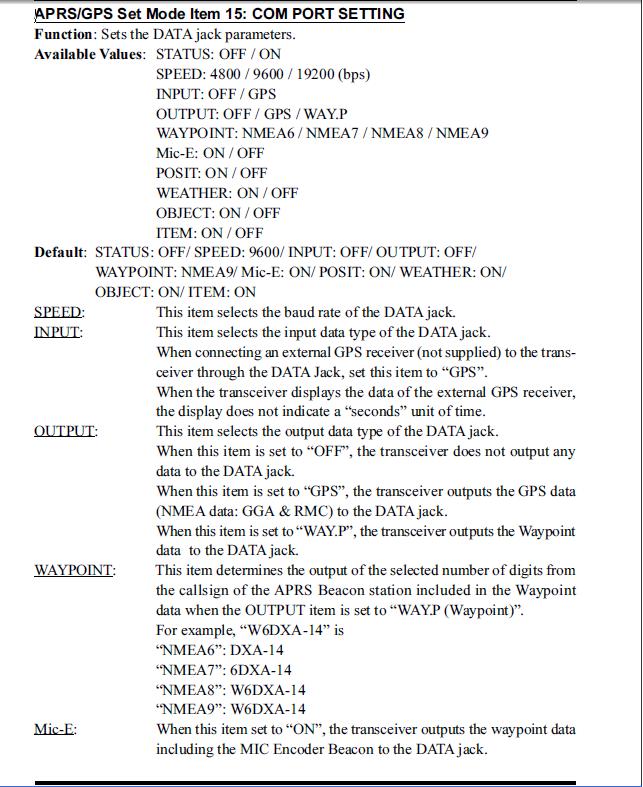 APRS/GPS Set Mode Item 15: COM PORT SETTING
Function: Sets the DATA jack parameters.
Available Values: STATUS: OFF / ON
SPEED: 4800 / 9600 / 19200 (bps)
INPUT: OFF / GPS
OUTPUT: OFF / GPS / WAY.P
WAYPOINT: NMEA6 / NMEA7 / NMEA8 / NMEA9
Mic-E: ON / OFF
POSIT: ON / OFF
WEATHER: ON / OFF
OBJECT: ON / OFF
ITEM: ON / OFF
Default: STATUS: OFF/ SPEED: 9600/ INPUT: OFF/ OUTPUT: OFF/
WAYPOINT: NMEA9/ Mic-E: ON/ POSIT: ON/ WEATHER: ON/
OBJECT: ON/ ITEM: ON
SPEED: This item selects the baud rate of the DATA jack.
INPUT: This item selects the input data type of the DATA jack.
When connecting an external GPS receiver (not supplied) to the trans-
ceiver through the DATA Jack, set this item to “GPS”.
When the transceiver displays the data of the external GPS receiver,
the display does not indicate a “seconds” unit of time.
OUTPUT: This item selects the output data type of the DATA jack.
When this item is set to “OFF”, the transceiver does not output any
data to the DATA jack.
When this item is set to “GPS”, the transceiver outputs the GPS data
(NMEA data: GGA & RMC) to the DATA jack.
When this item is set to “WAY.P”, the transceiver outputs the Waypoint
data to the DATA jack.
WAYPOINT: This item determines the output of the selected number of digits from
the callsign of the APRS Beacon station included in the Waypoint
data when the OUTPUT item is set to “WAY.P (Waypoint)”.
For example, “W6DXA-14” is
“NMEA6”: DXA-14
“NMEA7”: 6DXA-14
“NMEA8”: W6DXA-14
“NMEA9”: W6DXA-14
Mic-E: When this item set to “ON”, the transceiver outputs the waypoint data
including the MIC Encoder Beacon to the DATA jack.